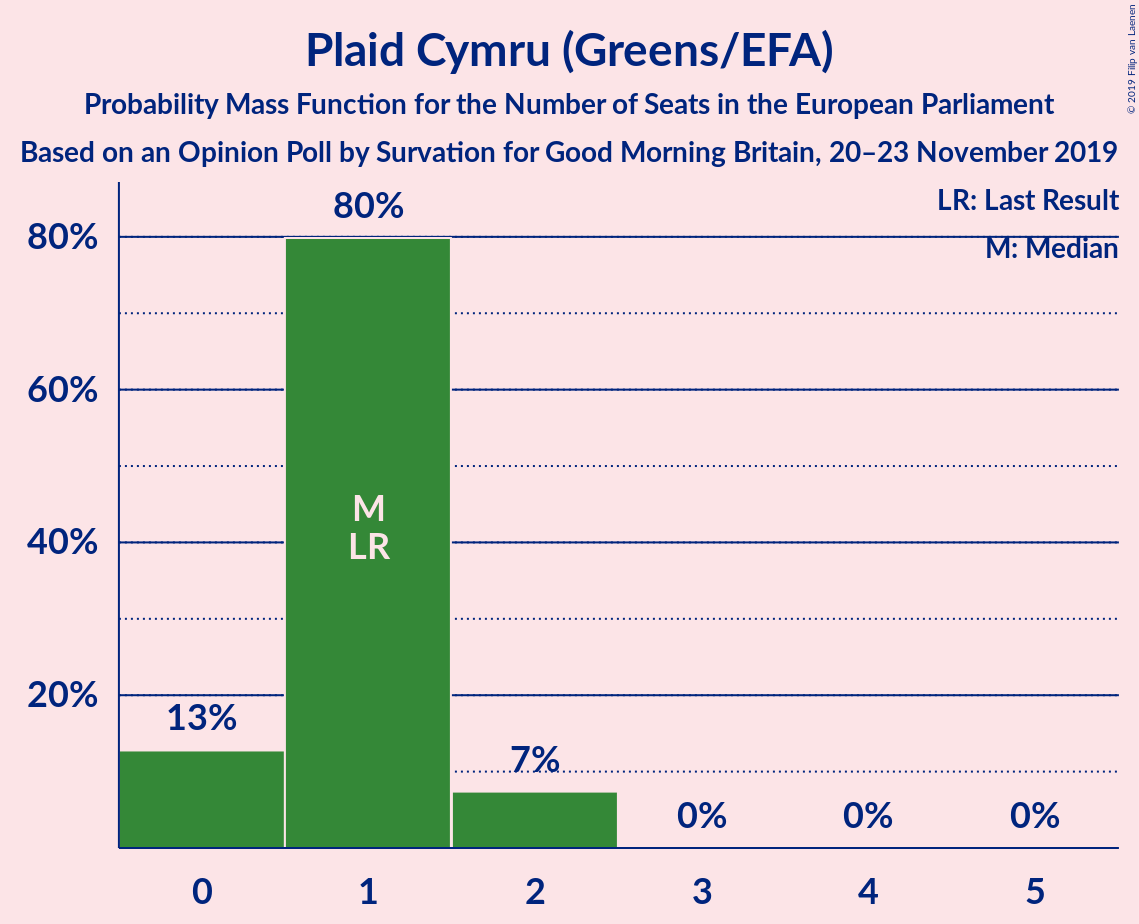 Plaid Cymru (Greens/EFA)
Probability Mass Function for the Number of Seats in the European Parliament
Based on an Opinion Poll by Survation for Good Morning Britain, 20–23 November 2019
© 2019 Filip van Laenen
LR: Last Result
M: Median
80%
60%
40%
20%
13%
80%
M
LR
7%
0%
0%
0%
0
1
2
3
4
5